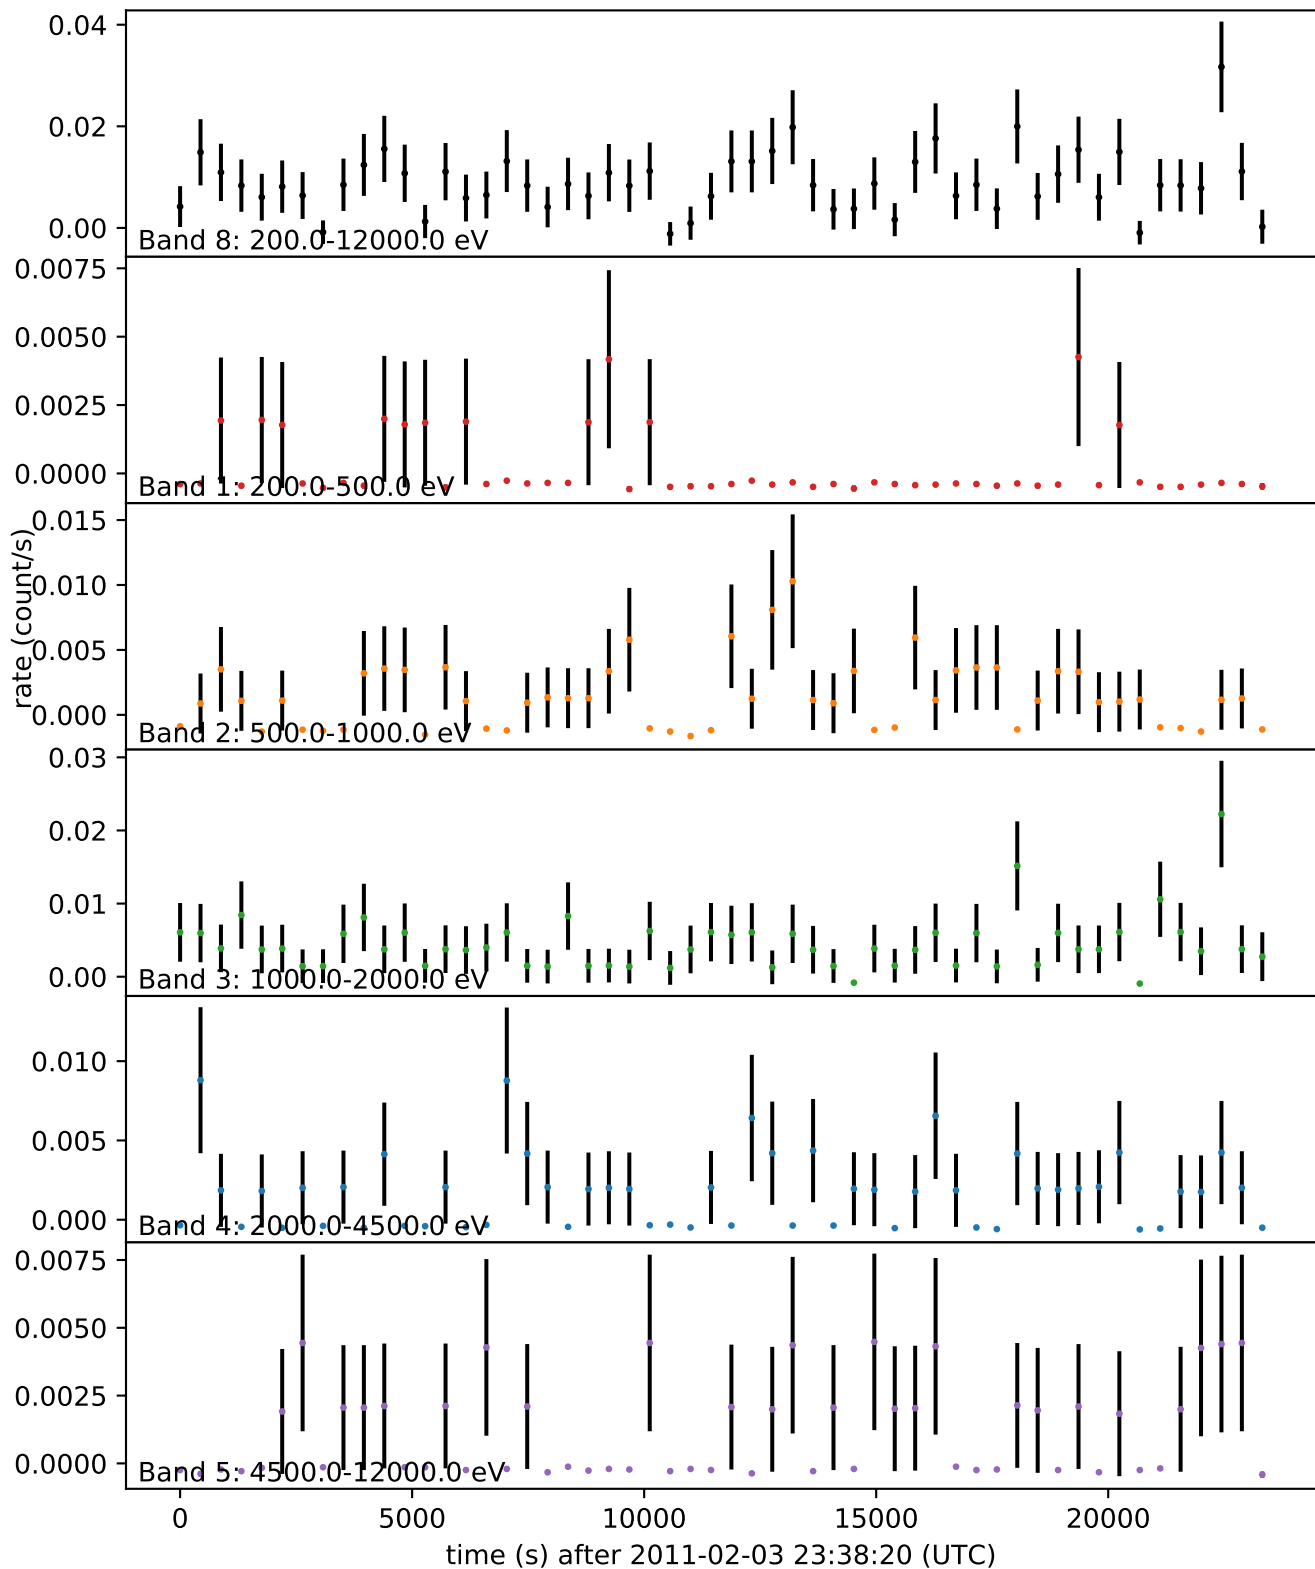 0.04
0.02
0.00
Band 8: 200.0-12000.0 eV
0.0075
0.0050
0.0025
0.0000
Band 1: 200.0-500.0 eV
0.015
0.010
0.005
0.000
Band 2: 500.0-1000.0 eV
rate (count/s)
0.03
0.02
0.01
0.00
Band 3: 1000.0-2000.0 eV
0.010
0.005
0.000
Band 4: 2000.0-4500.0 eV
0.0075
0.0050
0.0025
0.0000
Band 5: 4500.0-12000.0 eV
0 5000 10000 15000 20000
time (s) after 2011-02-03 23:38:20 (UTC)